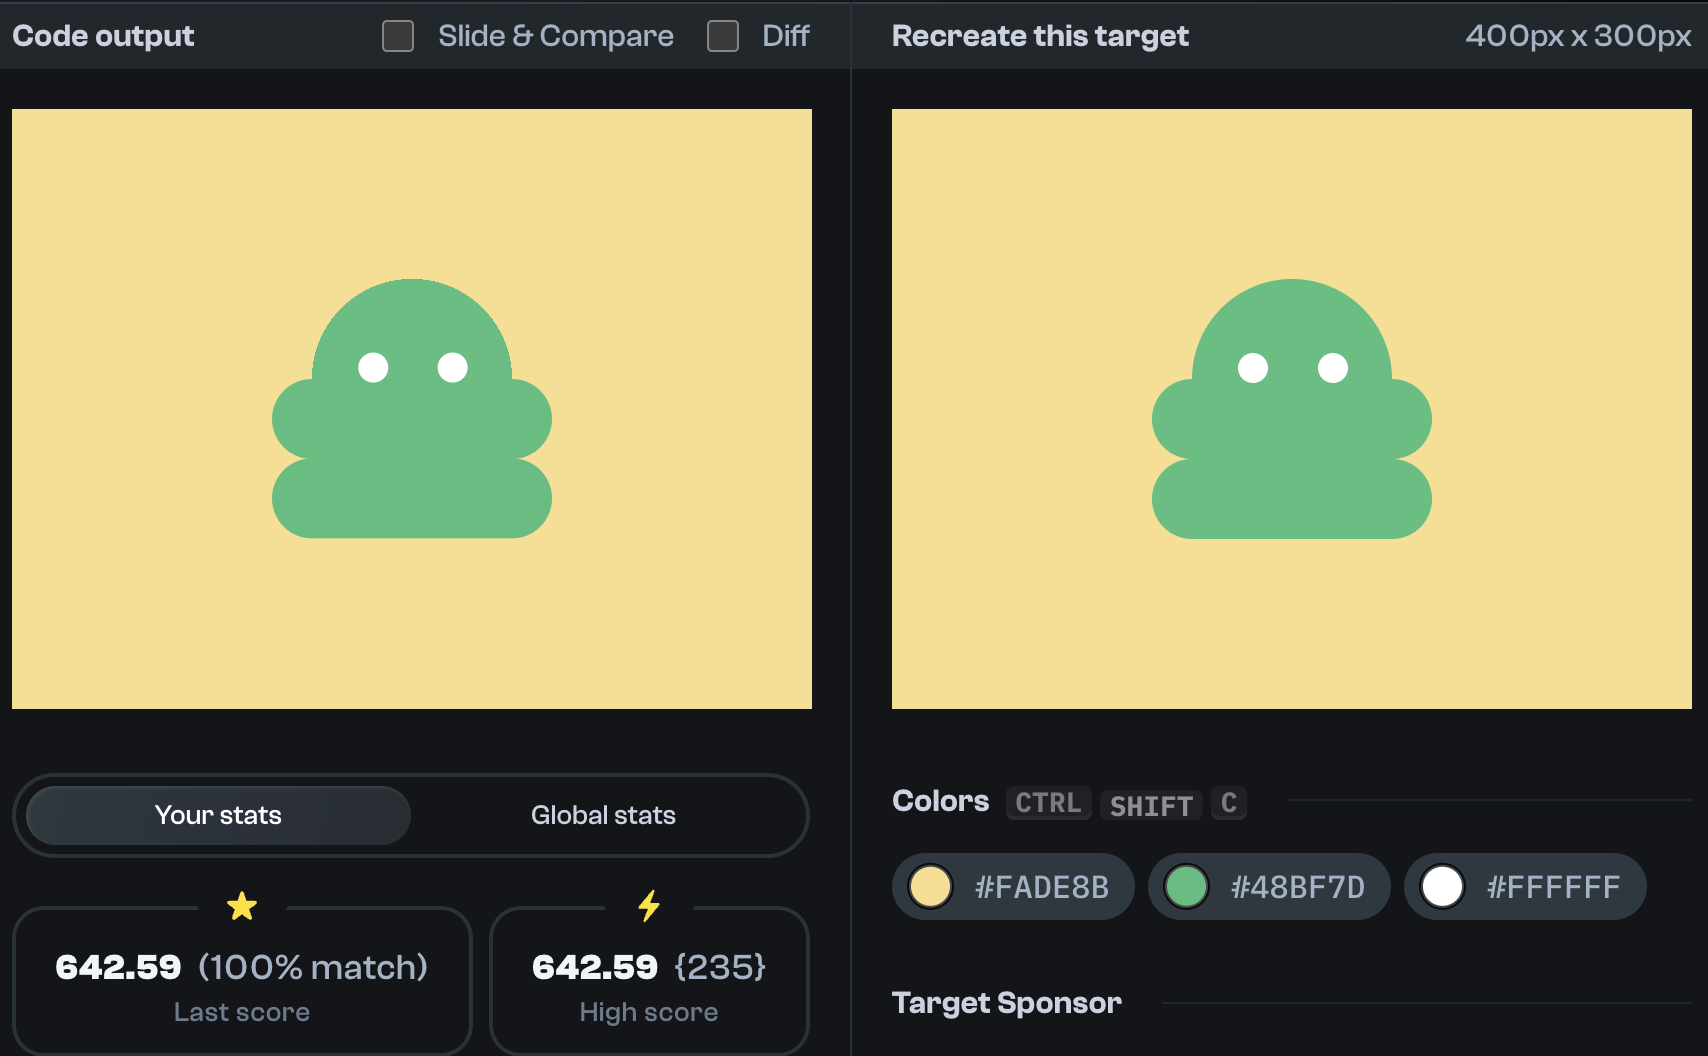 Code output
Slide & Compare
Diff
Recreate this target
400px x 300px
Your stats
Global stats
642.59 (100% match)
Last score
642.59 {235}
High score
Colors CTRL SHIFT C
#FADE8B
#48BF7D
#FFFFFF
Target Sponsor